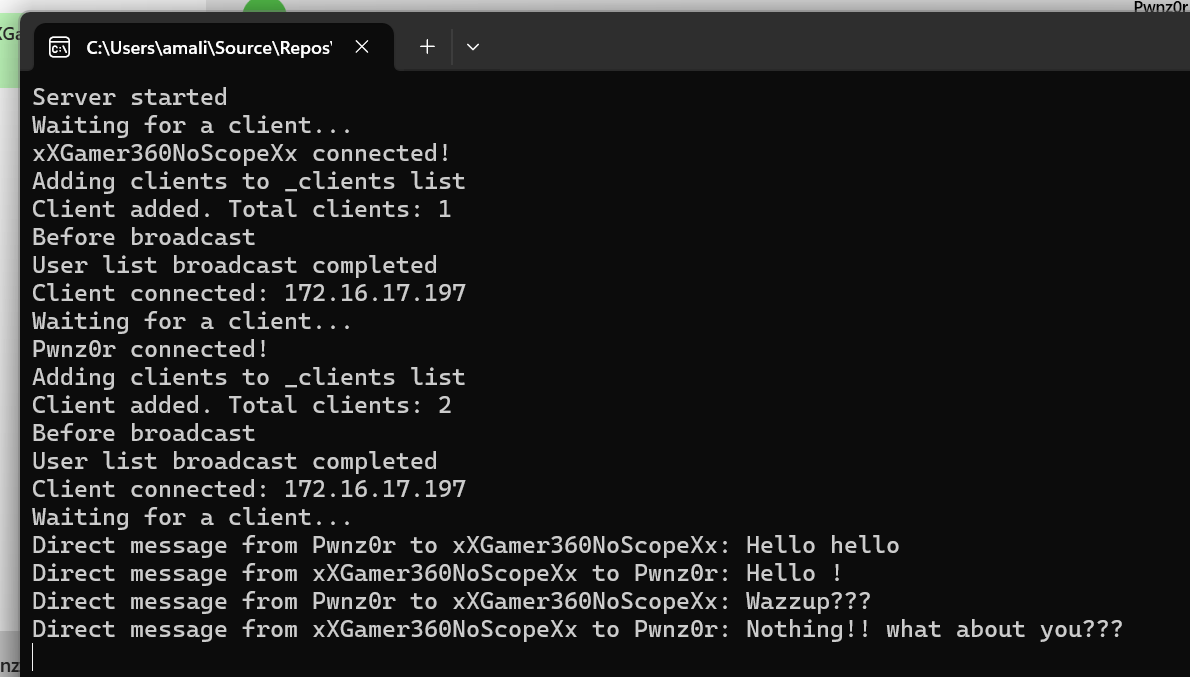 Pwnz0r
XGa
C:\Users\amali\Source\Repos\
Server started
Waiting for a client...
xXGamer360NoScopeXx connected!
Adding clients to _clients list
Client added. Total clients: 1
Before broadcast
User list broadcast completed
Client connected: 172.16.17.197
Waiting for a client...
Pwnz0r connected!
Adding clients to _clients list
Client added. Total clients: 2
Before broadcast
User list broadcast completed
Client connected: 172.16.17.197
Waiting for a client...
Direct message from Pwnz0r to xXGamer360NoScopeXx: Hello hello
Direct message from xXGamer360NoScopeXx to Pwnz0r: Hello !
Direct message from Pwnz0r to xXGamer360NoScopeXx: Wazzup???
Direct message from xXGamer360NoScopeXx to Pwnz0r: Nothing!! what about you???
nz